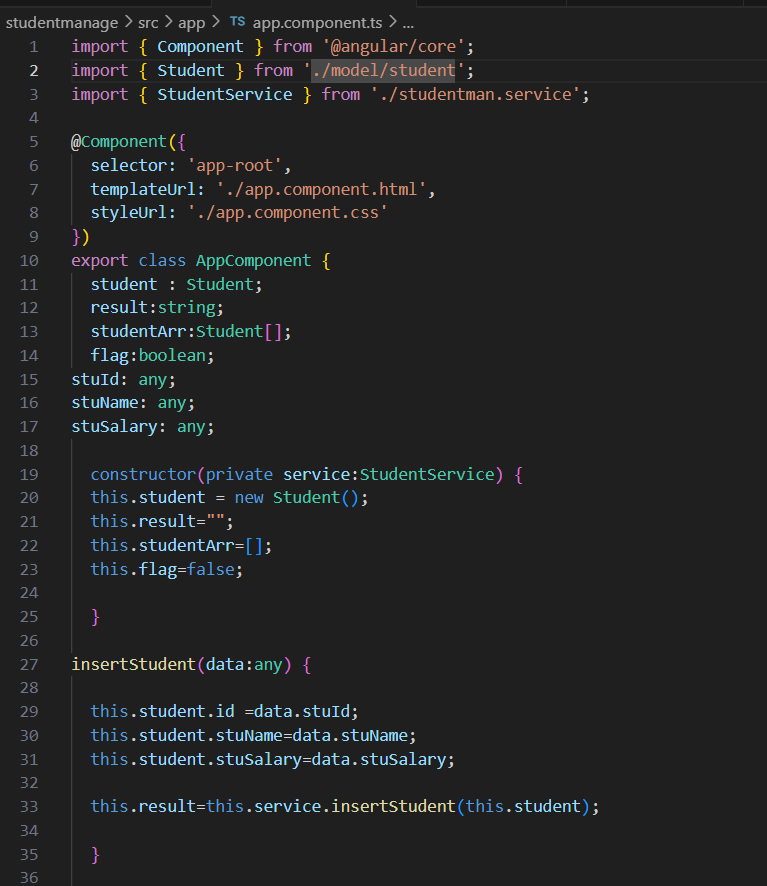 studentmanage > src > app > TS app.component.ts > ...
1 import { Component } from '@angular/core';
2 import { Student } from './model/student';
3 import { StudentService } from './studentman.service';
4
5 @Component({
6 selector: 'app-root',
7 templateUrl: './app.component.html',
8 styleUrl: './app.component.css'
9 })
10 export class AppComponent {
11 student : Student;
12 result:string;
13 studentArr:Student[];
14 flag:boolean;
15 stuId: any;
16 stuName: any;
17 stuSalary: any;
18
19 constructor(private service:StudentService) {
20 this.student = new Student();
21 this.result="";
22 this.studentArr=[];
23 this.flag=false;
24
25 }
26
27 insertStudent(data:any) {
28
29 this.student.id =data.stuId;
30 this.student.stuName=data.stuName;
31 this.student.stuSalary=data.stuSalary;
32
33 this.result=this.service.insertStudent(this.student);
34
35 }
36